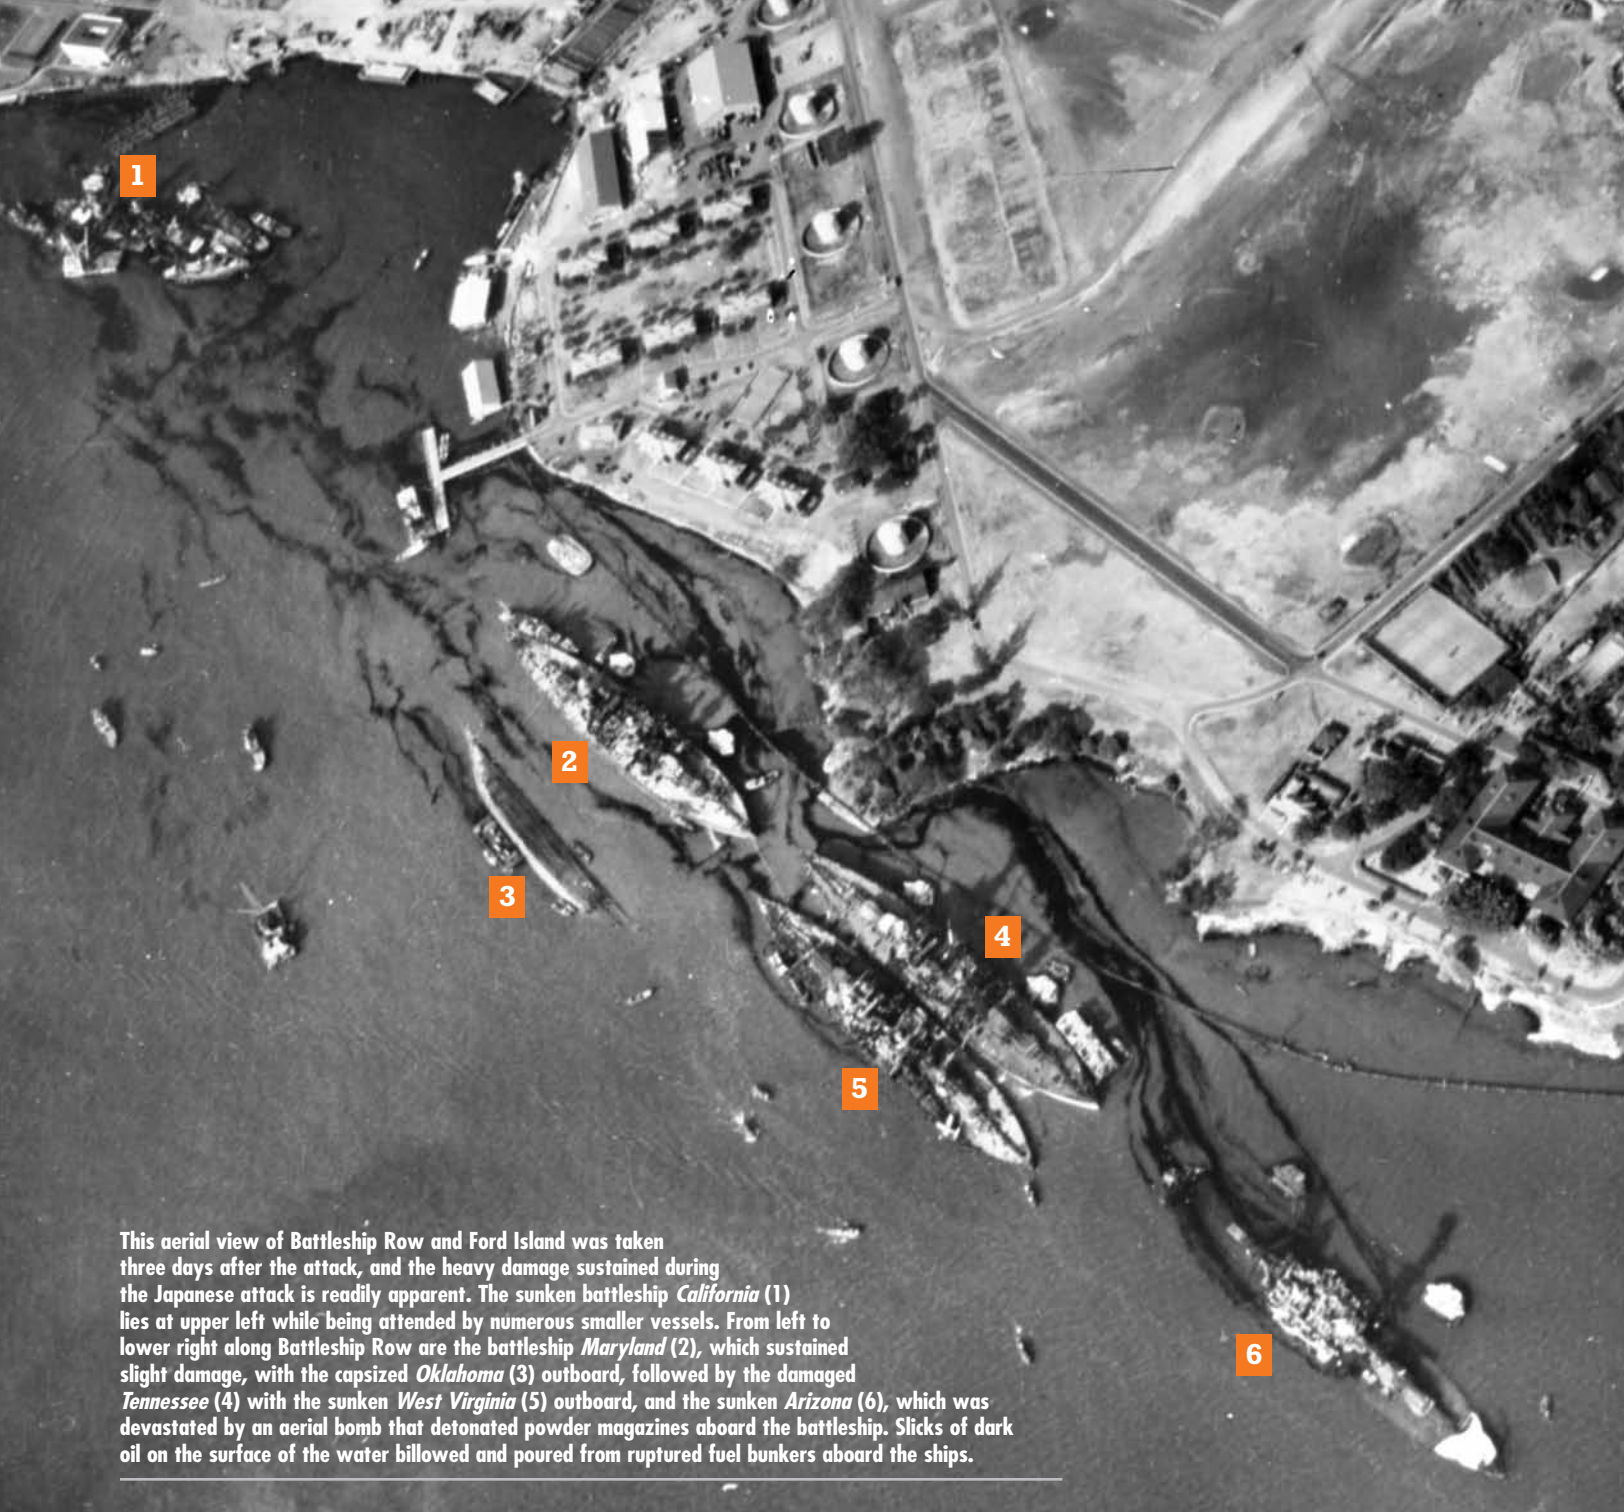 1
2
3
4
5
6
This aerial view of Battleship Row and Ford Island was taken
three days after the attack, and the heavy damage sustained during
the Japanese attack is readily apparent. The sunken battleship California (1)
lies at upper left while being attended by numerous smaller vessels. From left to
lower right along Battleship Row are the battleship Maryland (2), which sustained
slight damage, with the capsized Oklahoma (3) outboard, followed by the damaged
Tennessee (4) with the sunken West Virginia (5) outboard, and the sunken Arizona (6), which was
devastated by an aerial bomb that detonated powder magazines aboard the battleship. Slicks of dark
oil on the surface of the water billowed and poured from ruptured fuel bunkers aboard the ships.